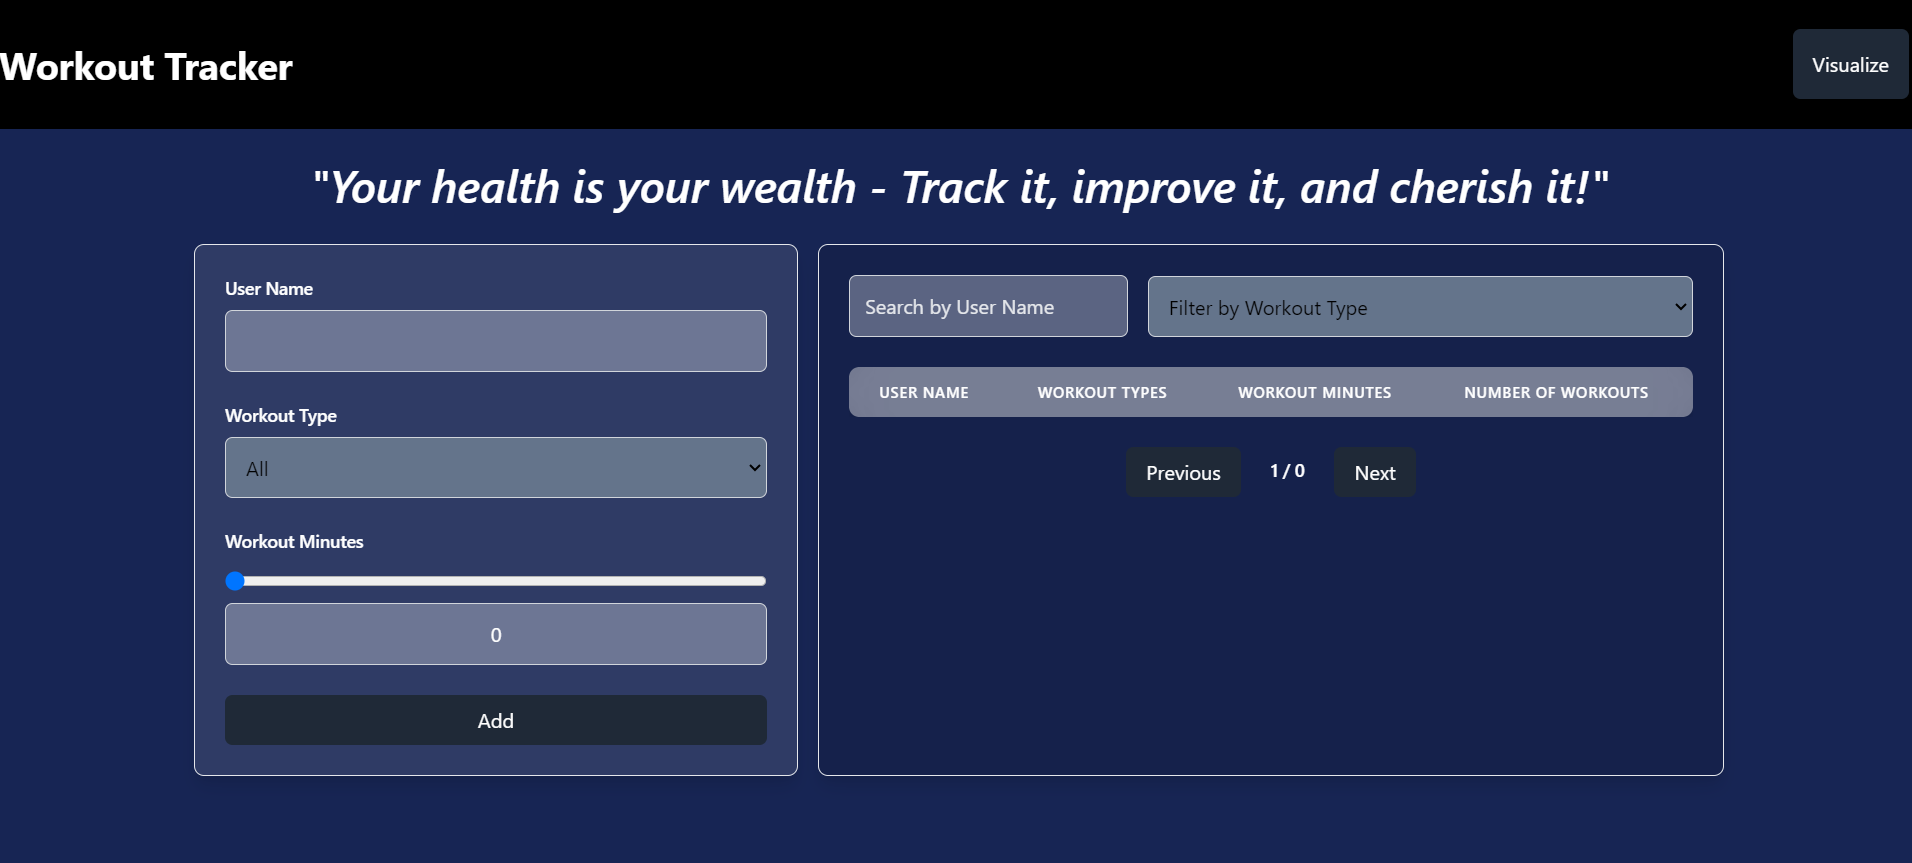 Workout Tracker
Visualize
"Your health is your wealth - Track it, improve it, and cherish it!"
User Name
Workout Type
All
Workout Minutes
0
Add
Search by User Name
Filter by Workout Type
USER NAME WORKOUT TYPES WORKOUT MINUTES NUMBER OF WORKOUTS
Previous 1 / 0 Next